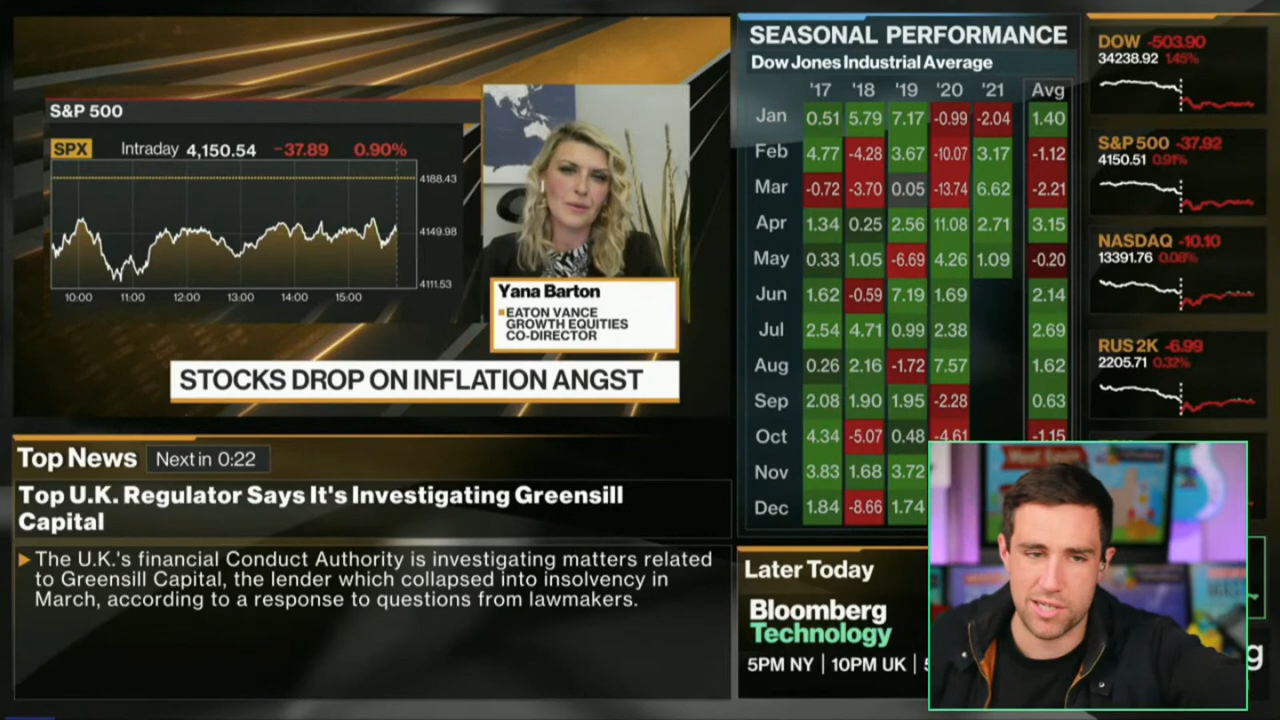 S&P 500
SPX Intraday 4,150.54 -37.89 0.90%
4188.43
4149.98
4111.53
10:00 11:00 12:00 13:00 14:00 15:00
Yana Barton
EATON VANCE
GROWTH EQUITIES
CO-DIRECTOR
STOCKS DROP ON INFLATION ANGST
Top News Next in 0:22
Top U.K. Regulator Says It's Investigating Greensill
Capital
The U.K.'s financial Conduct Authority is investigating matters related
to Greensill Capital, the lender which collapsed into insolvency in
March, according to a response to questions from lawmakers.
SEASONAL PERFORMANCE
Dow Jones Industrial Average
'17 '18 '19 '20 '21 Avg
Jan 0.51 5.79 7.17 -0.99 -2.04 1.40
Feb 4.77 -4.28 3.67 -10.07 3.17 -1.12
Mar -0.72 -3.70 0.05 -13.74 6.62 -2.21
Apr 1.34 0.25 2.56 11.08 2.71 3.15
May 0.33 1.05 -6.69 4.26 1.09 -0.20
Jun 1.62 -0.59 7.19 1.69 2.14
Jul 2.54 4.71 0.99 2.38 2.69
Aug 0.26 2.16 -1.72 7.57 1.62
Sep 2.08 1.90 1.95 -2.28 0.63
Oct 4.34 -5.07 0.48 -4.61 -1.15
Nov 3.83 1.68 3.72
Dec 1.84 -8.66 1.74
Later Today
Bloomberg
Technology
5PM NY | 10PM UK |
DOW -503.90
34238.92 1.45%
S&P 500 -37.92
4150.51 0.91%
NASDAQ -10.10
13391.76 0.08%
RUS 2K -6.99
2205.71 0.32%